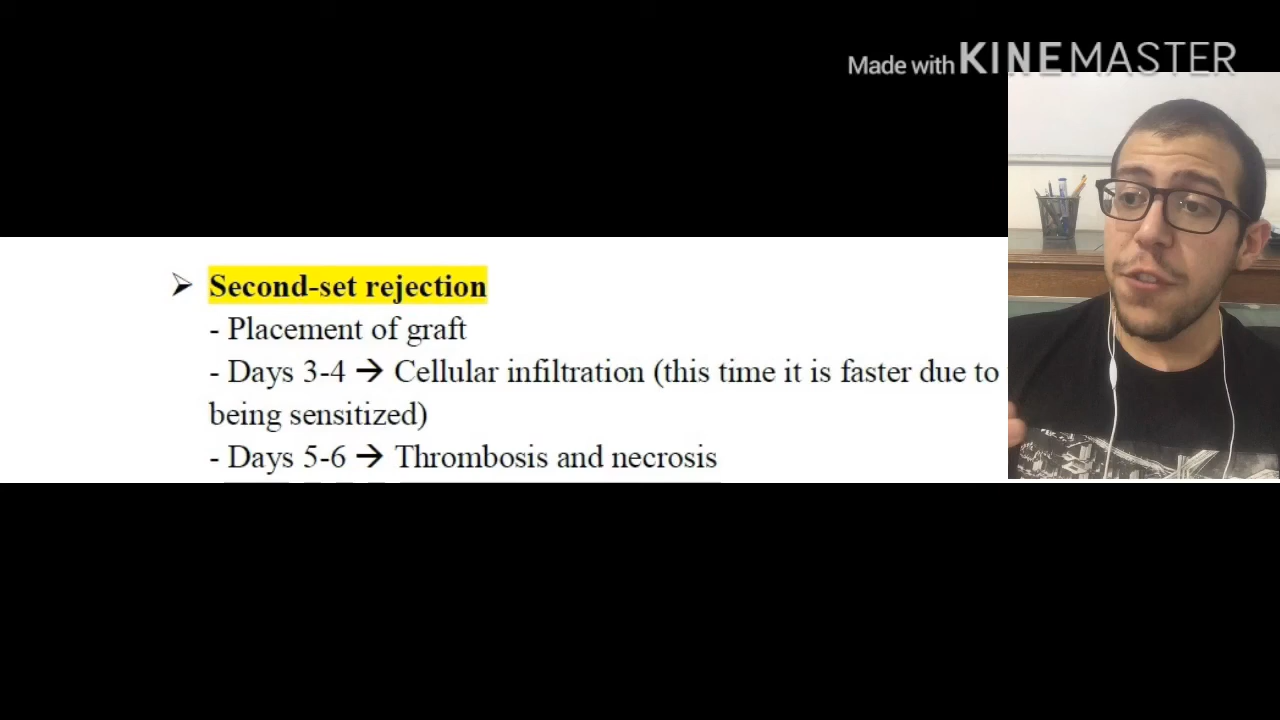 Made with KINEMASTER
➢ Second-set rejection
- Placement of graft
- Days 3-4 → Cellular infiltration (this time it is faster due to
being sensitized)
- Days 5-6 → Thrombosis and necrosis